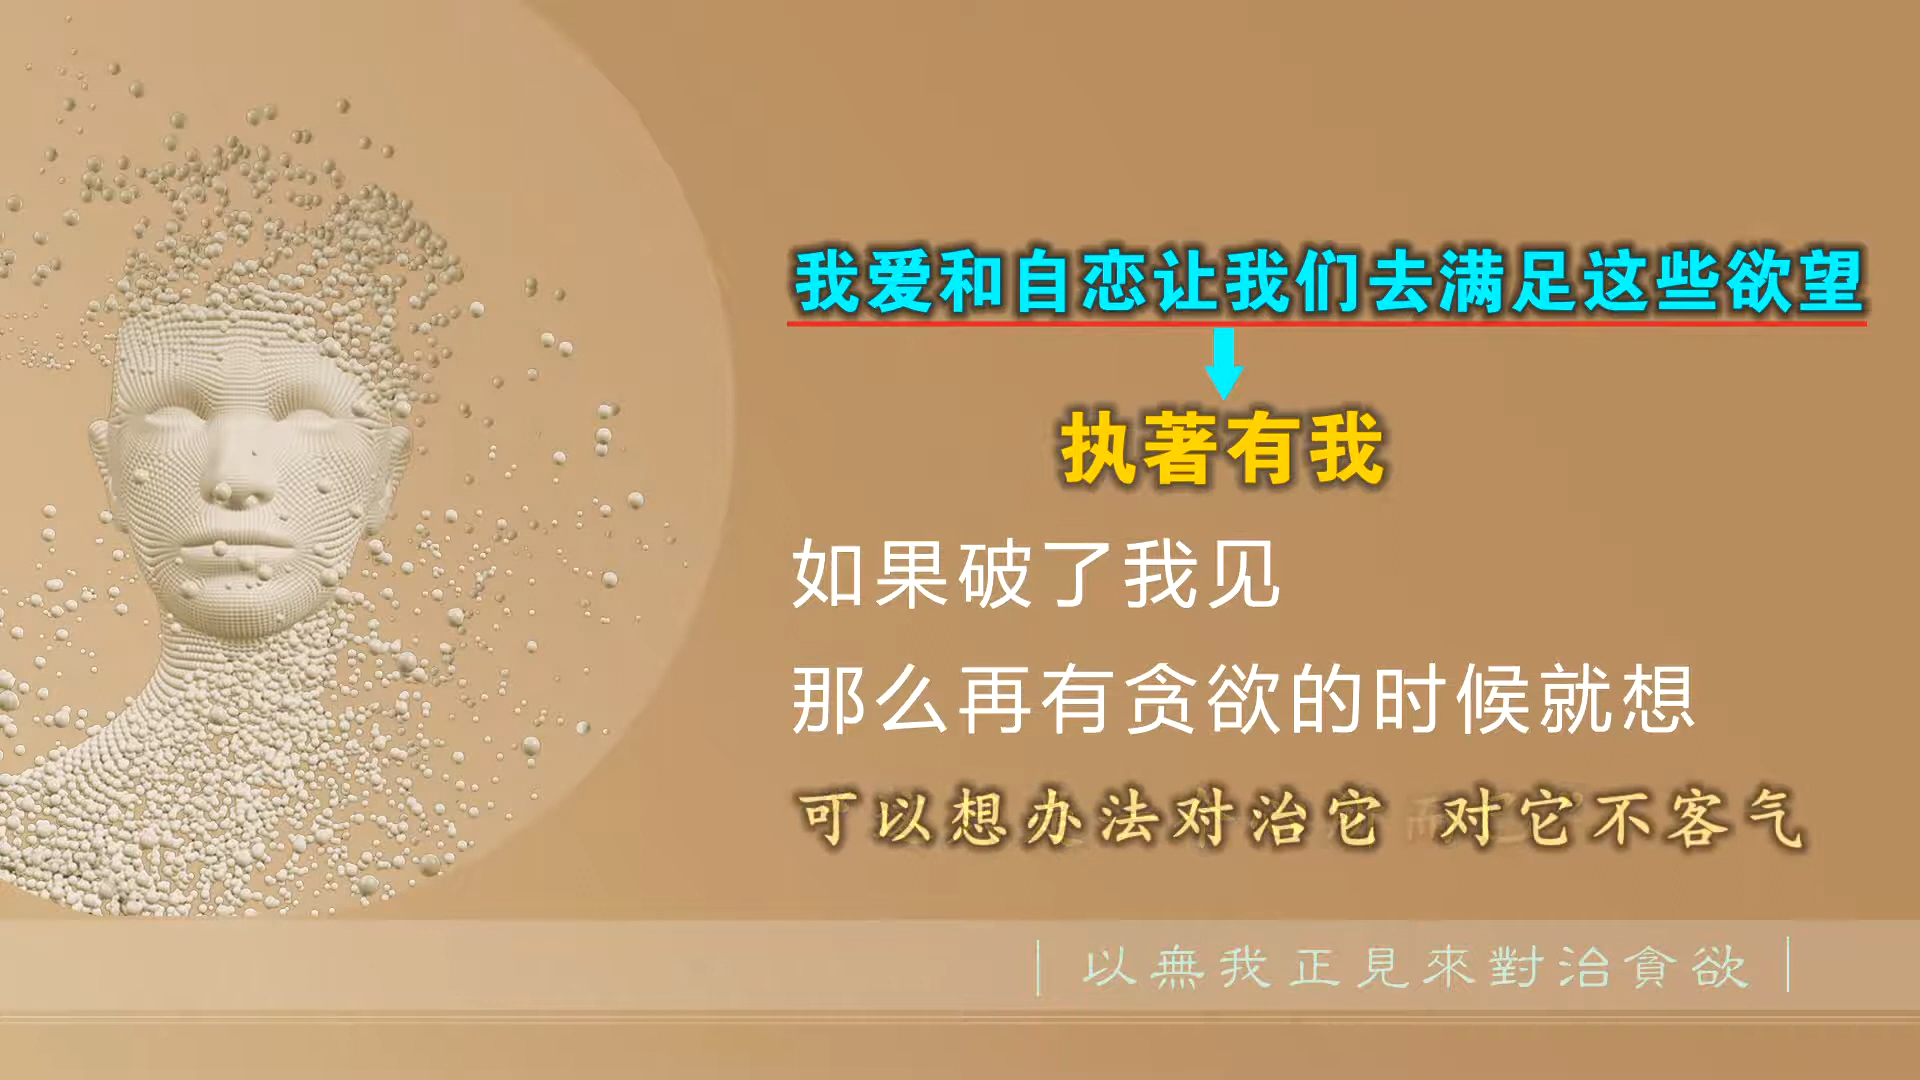 我爱和自恋让我们去满足这些欲望
执著有我
如果破了我见
那么再有贪欲的时候就想
可以想办法对治它 对它不客气
以無我正見來對治貪欲